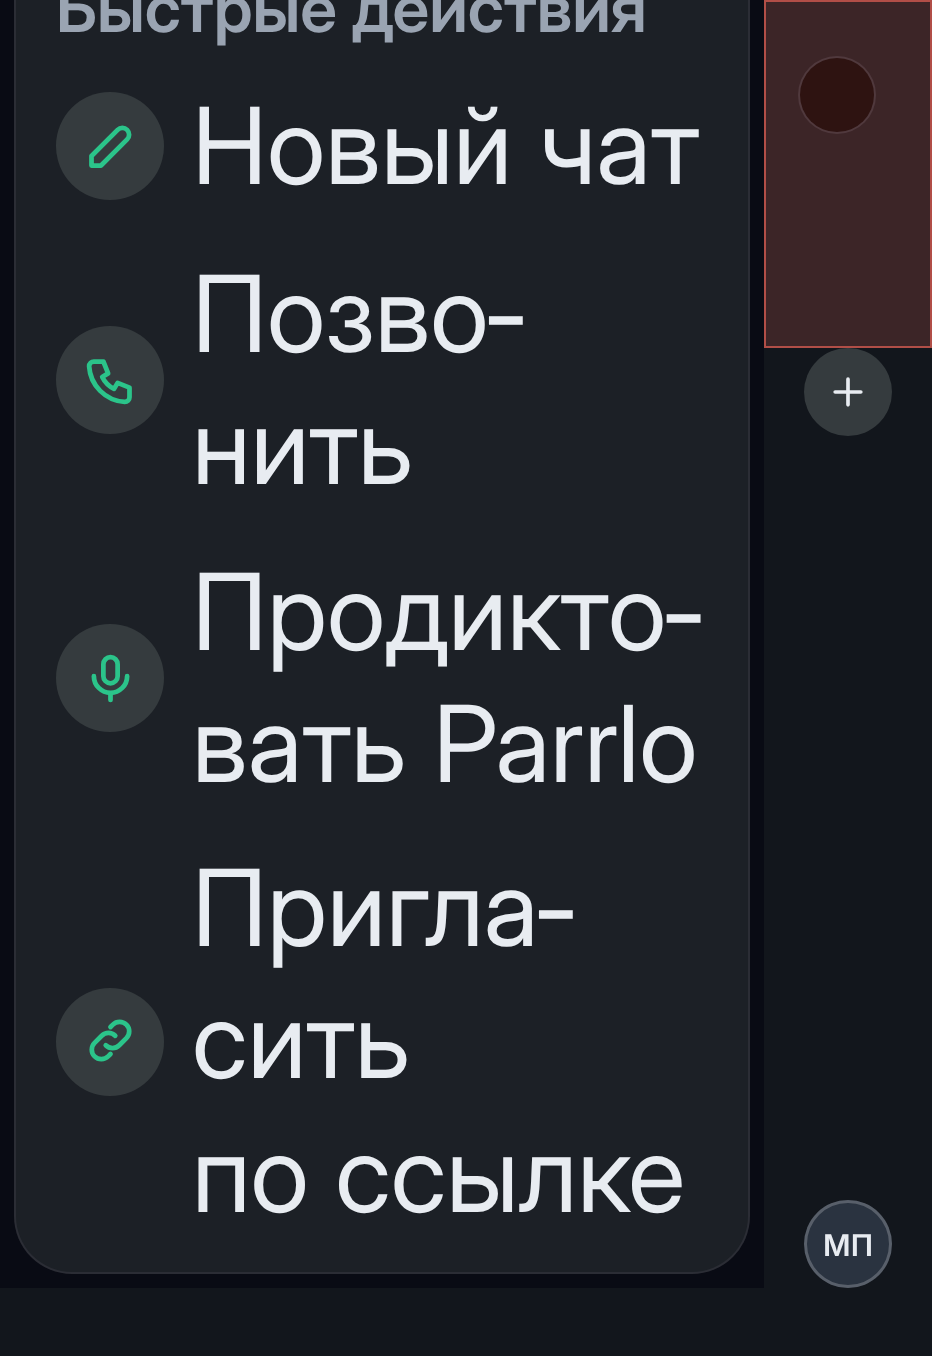 Быстрые действия
Новый чат
Позво-
нить
Продикто-
вать Parrlo
Пригла-
сить
по ссылке
МП